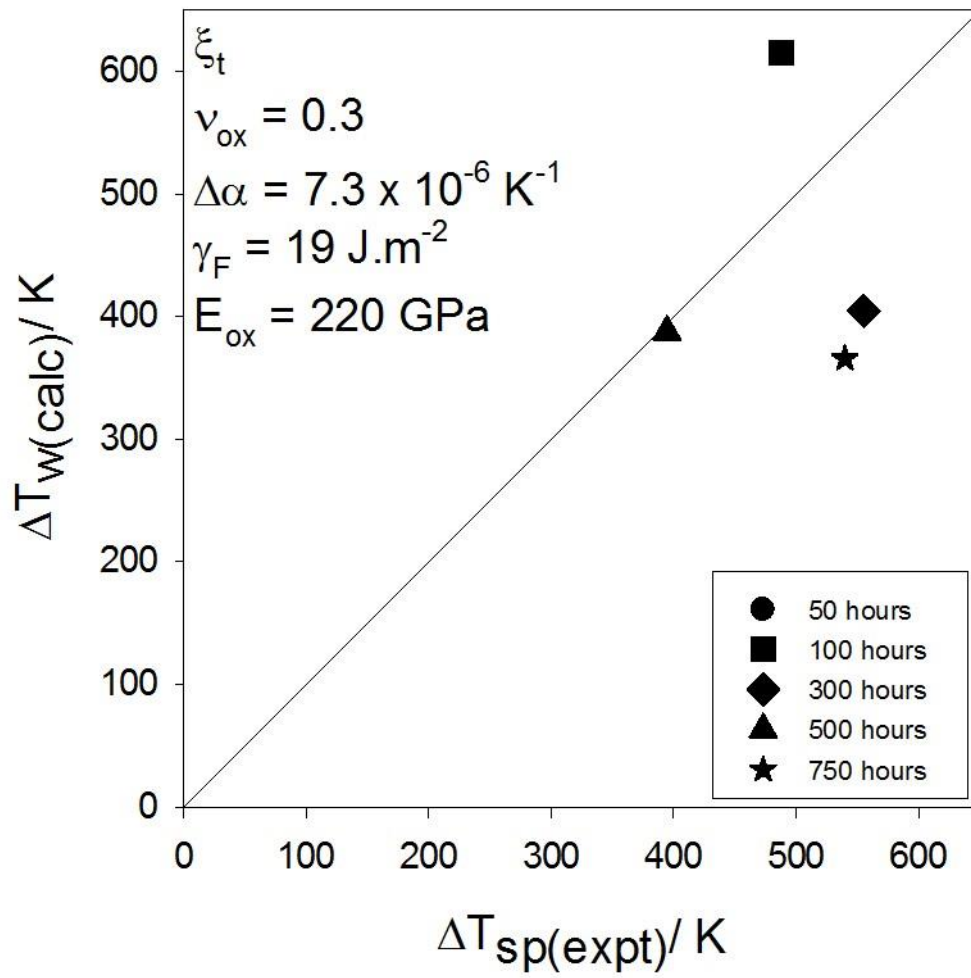 ξt
νox = 0.3
Δα = 7.3 x 10-6 K-1
γF = 19 J.m-2
Eox = 220 GPa
600
500
400
300
200
100
0
ΔTw(calc)/ K
50 hours
100 hours
300 hours
500 hours
750 hours
0 100 200 300 400 500 600
ΔTsp(expt)/ K